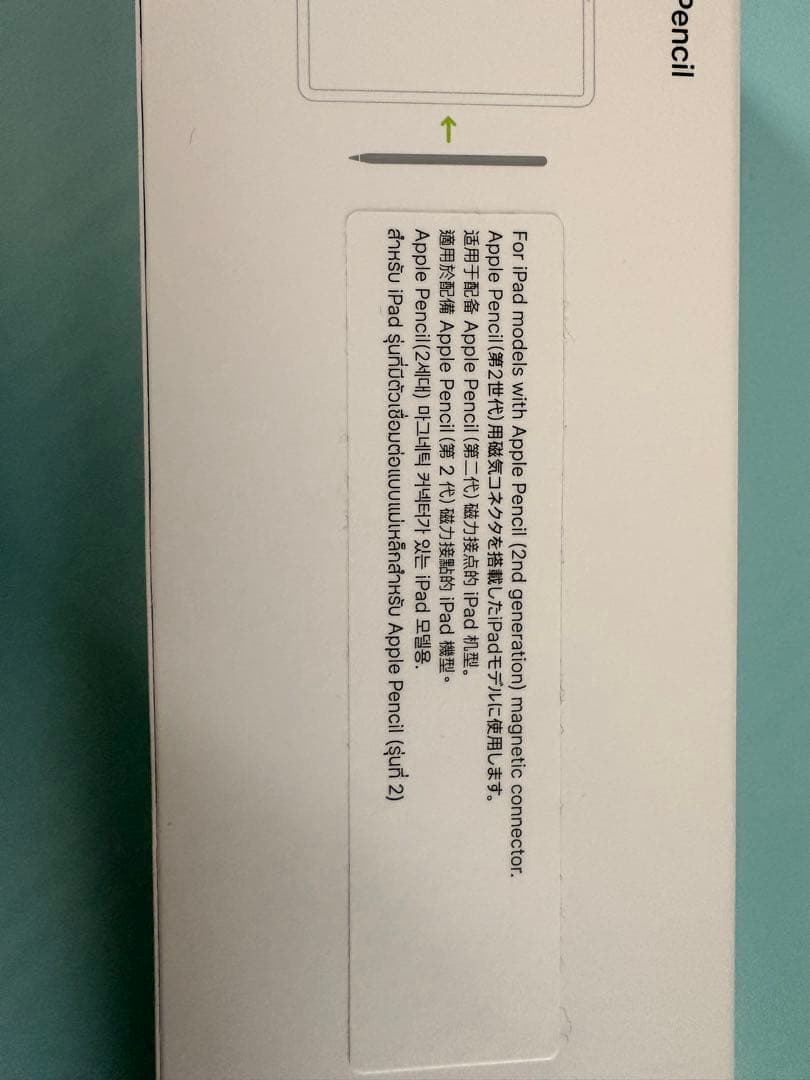 Pencil
For iPad models with Apple Pencil (2nd generation) magnetic connector.
Apple Pencil(第2世代)用磁気コネクタを搭載したiPadモデルに使用します。
适用于配备 Apple Pencil (第二代) 磁力接点的 iPad 机型。
適用於配備 Apple Pencil (第 2 代) 磁力接點的 iPad 機型。
Apple Pencil(2세대) 마그네틱 커넥터가 있는 iPad 모델용.
สำหรับ iPad รุ่นที่มีตัวเชื่อมต่อแบบแม่เหล็กสำหรับ Apple Pencil (รุ่นที่ 2)